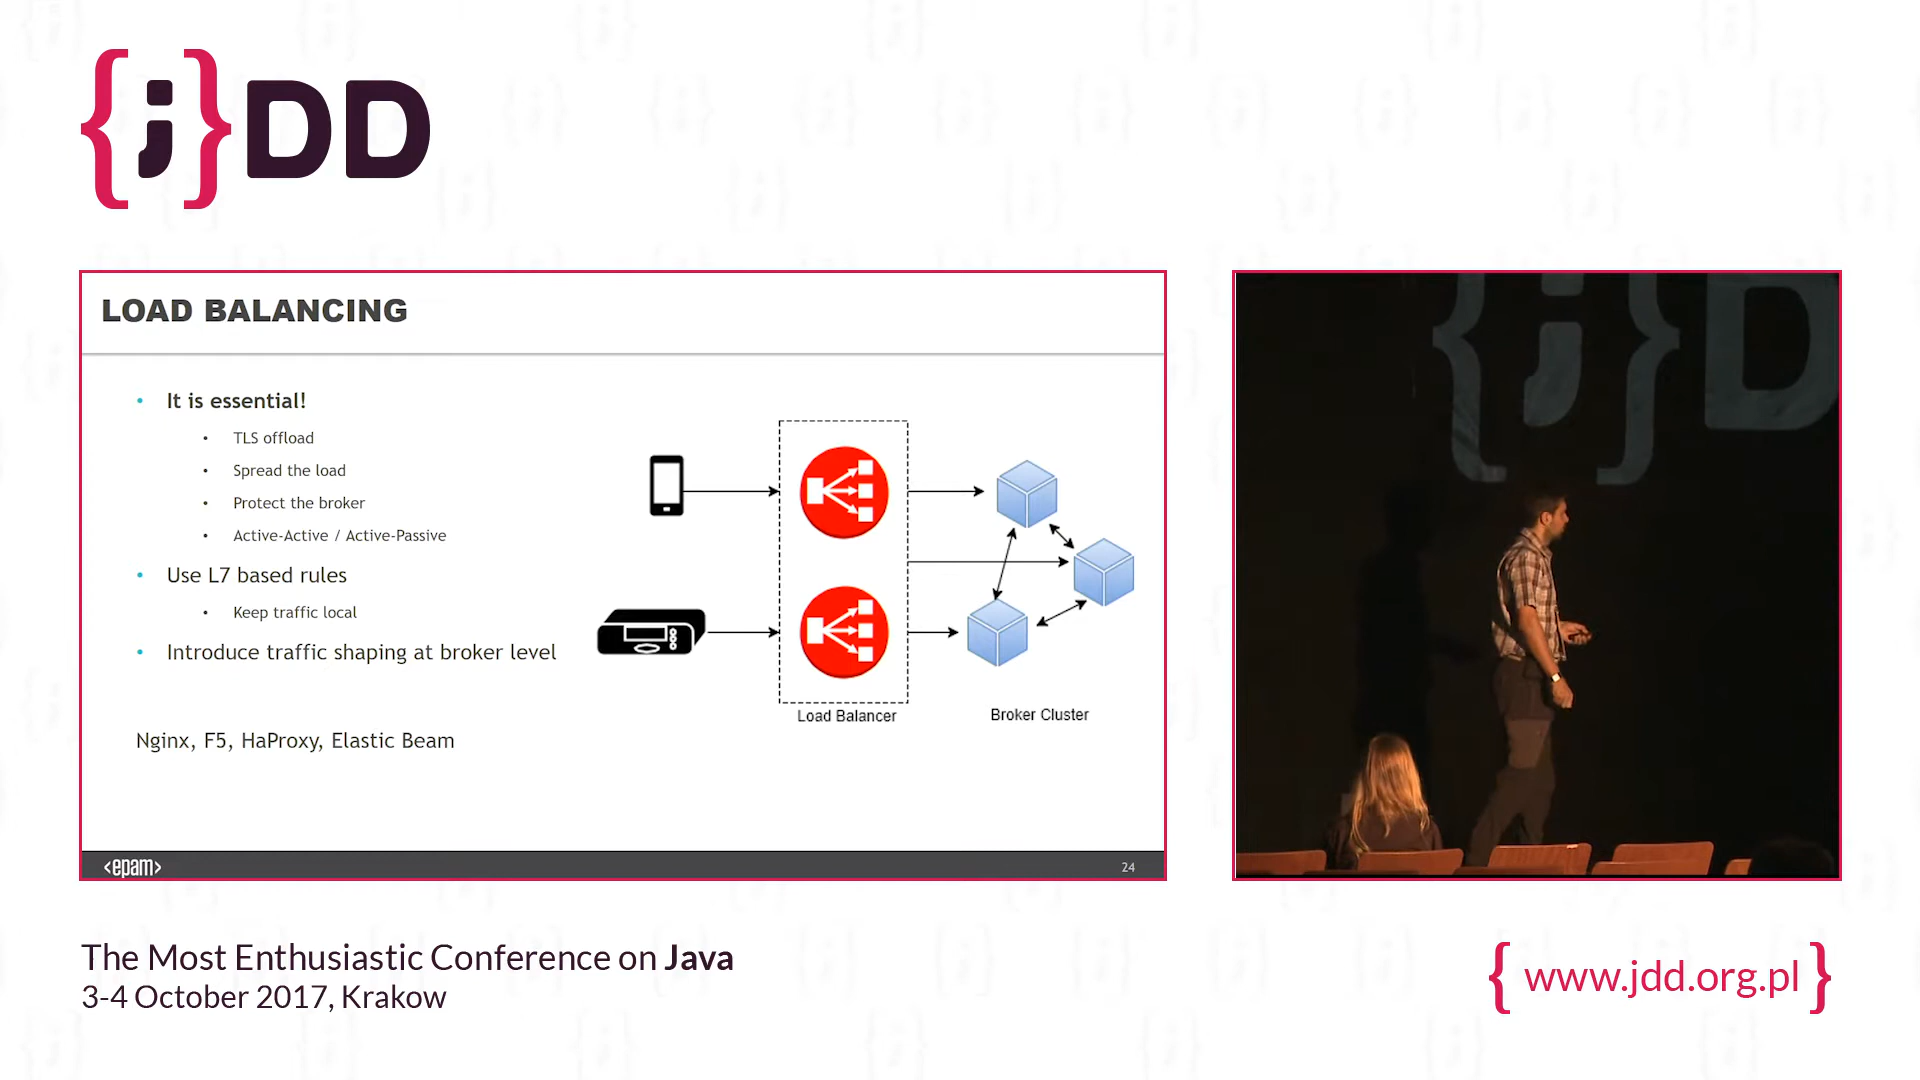 {;}DD
LOAD BALANCING
• It is essential!
• TLS offload
• Spread the load
• Protect the broker
• Active-Active / Active-Passive
• Use L7 based rules
• Keep traffic local
• Introduce traffic shaping at broker level
Nginx, F5, HaProxy, Elastic Beam
Load Balancer
Broker Cluster
<epam>
24
{;}D
The Most Enthusiastic Conference on Java
3-4 October 2017, Krakow
{ www.jdd.org.pl }